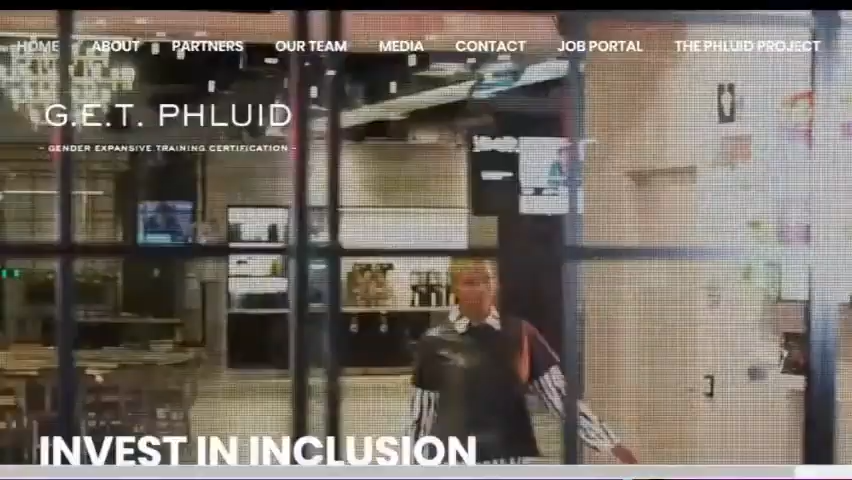 HOME ABOUT PARTNERS OUR TEAM MEDIA CONTACT JOB PORTAL THE PHLUID PROJECT
G.E.T. PHLUID
- GENDER EXPANSIVE TRAINING CERTIFICATION -
INVEST IN INCLUSION